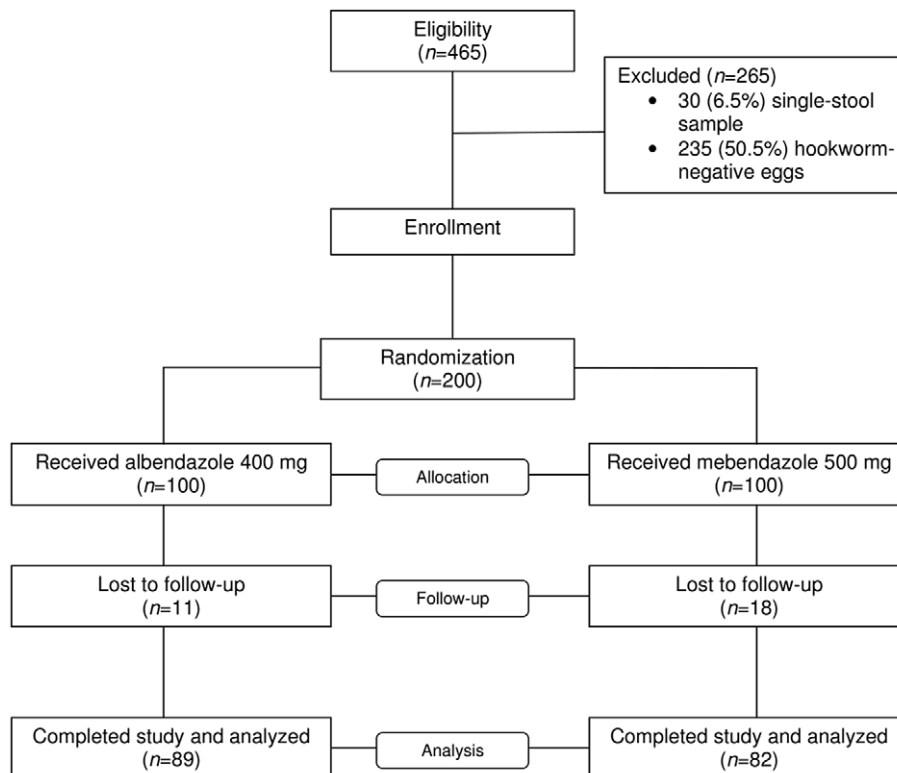 Eligibility
(n=465)
Excluded (n=265)
• 30 (6.5%) single-stool
sample
• 235 (50.5%) hookworm-
negative eggs
Enrollment
Randomization
(n=200)
Received albendazole 400 mg
(n=100)
Allocation
Received mebendazole 500 mg
(n=100)
Lost to follow-up
(n=11)
Follow-up
Lost to follow-up
(n=18)
Completed study and analyzed
(n=89)
Analysis
Completed study and analyzed
(n=82)